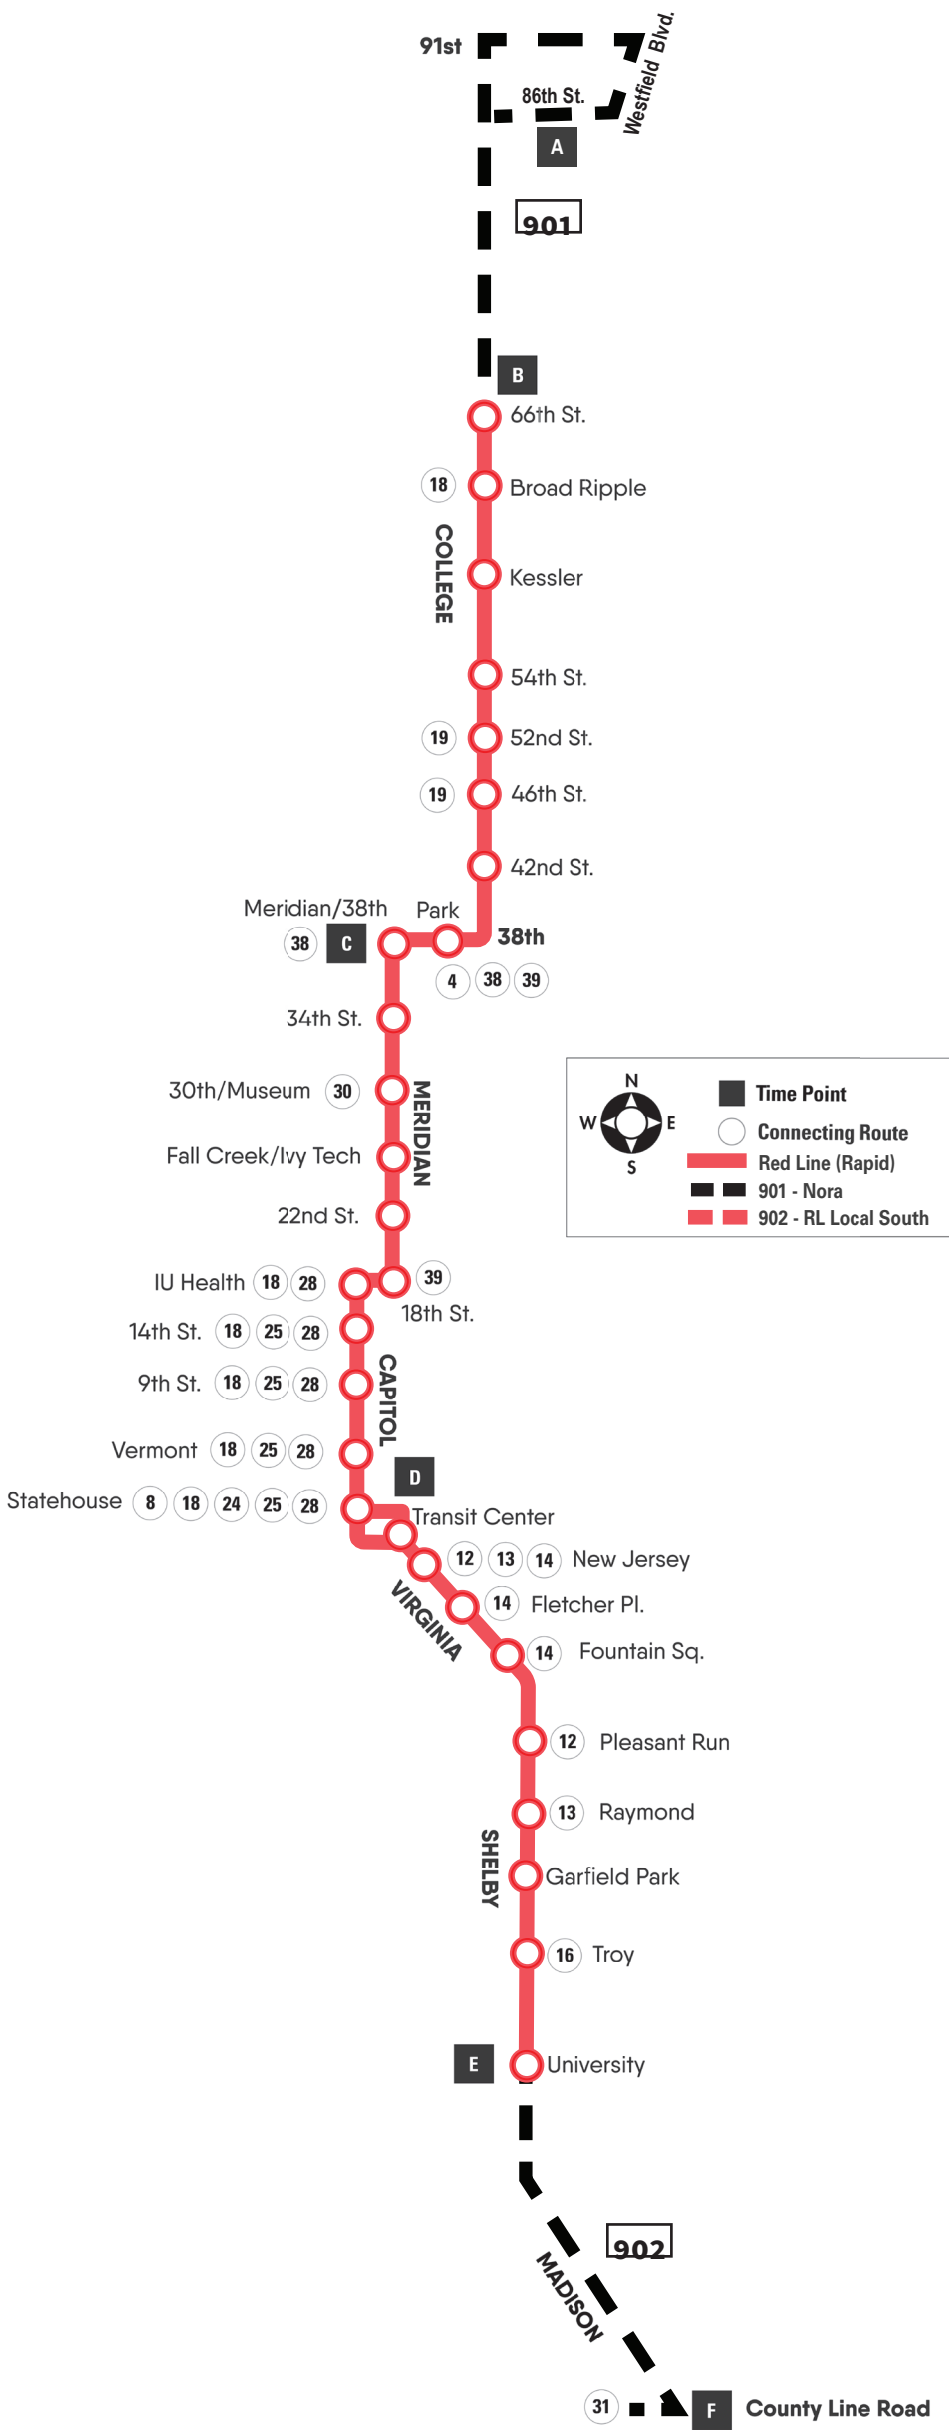 91st
Westfield Blvd.
86th St.
A
901
B
66th St.
18
Broad Ripple
COLLEGE
Kessler
54th St.
19
52nd St.
19
46th St.
42nd St.
Meridian/38th
Park
38
C
38th
4 38 39
34th St.
30th/Museum 30
MERIDIAN
Fall Creek/Ivy Tech
22nd St.
IU Health 18 28
39
18th St.
14th St. 18 25 28
CAPITOL
9th St. 18 25 28
Vermont 18 25 28
D
Statehouse 8 18 24 25 28
Transit Center
12 13 14 New Jersey
VIRGINIA
14 Fletcher Pl.
14 Fountain Sq.
12 Pleasant Run
13 Raymond
SHELBY
Garfield Park
16 Troy
E
University
902
MADISON
31
F
County Line Road
N
W E
S
Time Point
Connecting Route
Red Line (Rapid)
901 - Nora
902 - RL Local South